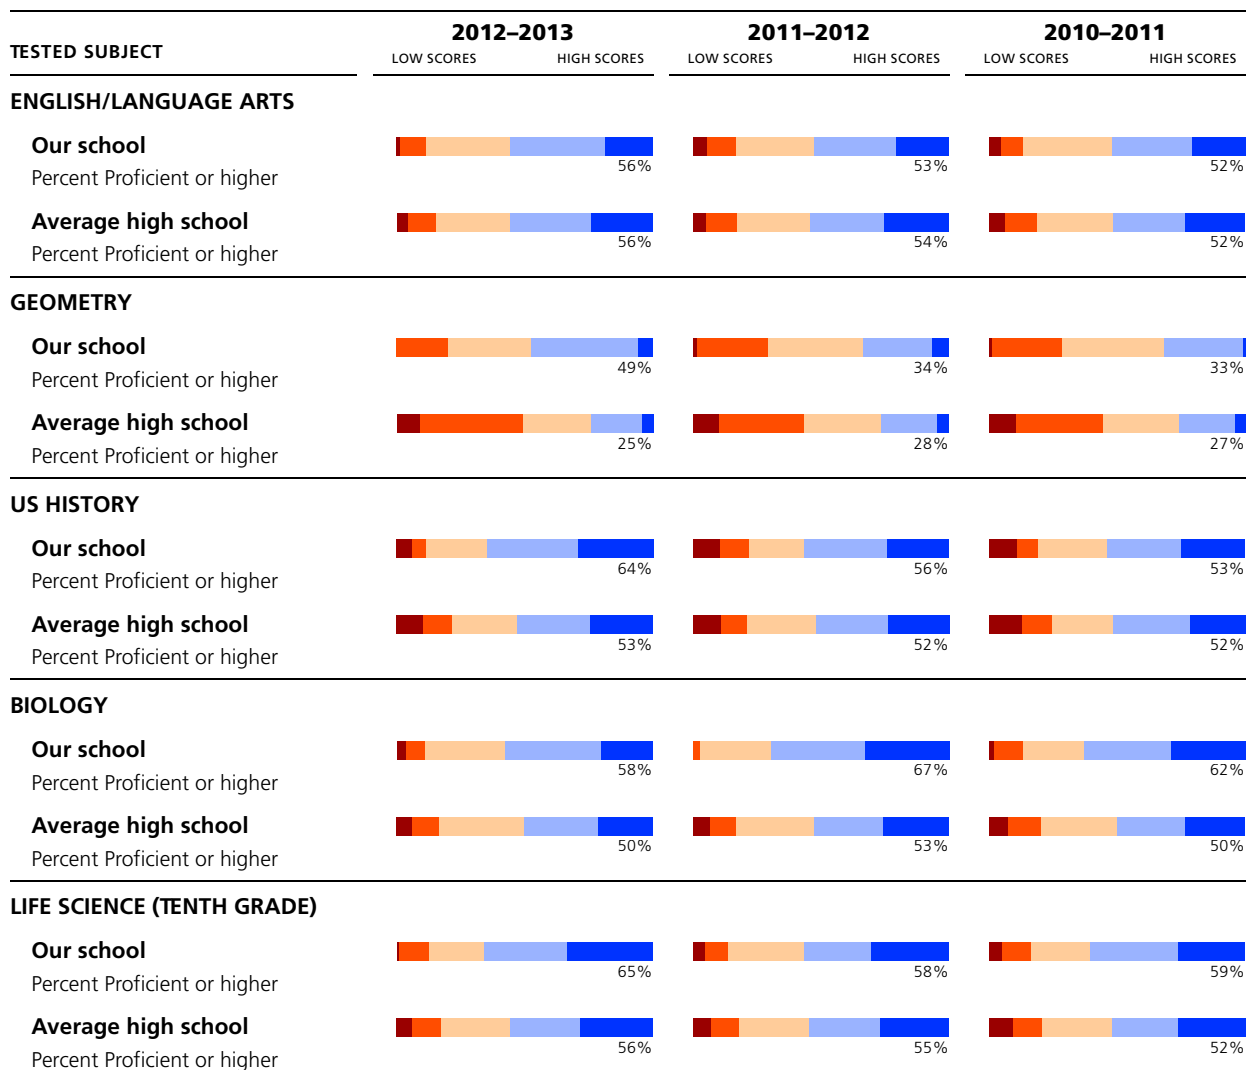 2012–2013 2011–2012 2010–2011
TESTED SUBJECT LOW SCORES HIGH SCORES LOW SCORES HIGH SCORES LOW SCORES HIGH SCORES
ENGLISH/LANGUAGE ARTS
Our school
Percent Proficient or higher 56% 53% 52%
Average high school
Percent Proficient or higher 56% 54% 52%
GEOMETRY
Our school
Percent Proficient or higher 49% 34% 33%
Average high school
Percent Proficient or higher 25% 28% 27%
US HISTORY
Our school
Percent Proficient or higher 64% 56% 53%
Average high school
Percent Proficient or higher 53% 52% 52%
BIOLOGY
Our school
Percent Proficient or higher 58% 67% 62%
Average high school
Percent Proficient or higher 50% 53% 50%
LIFE SCIENCE (TENTH GRADE)
Our school
Percent Proficient or higher 65% 58% 59%
Average high school
Percent Proficient or higher 56% 55% 52%